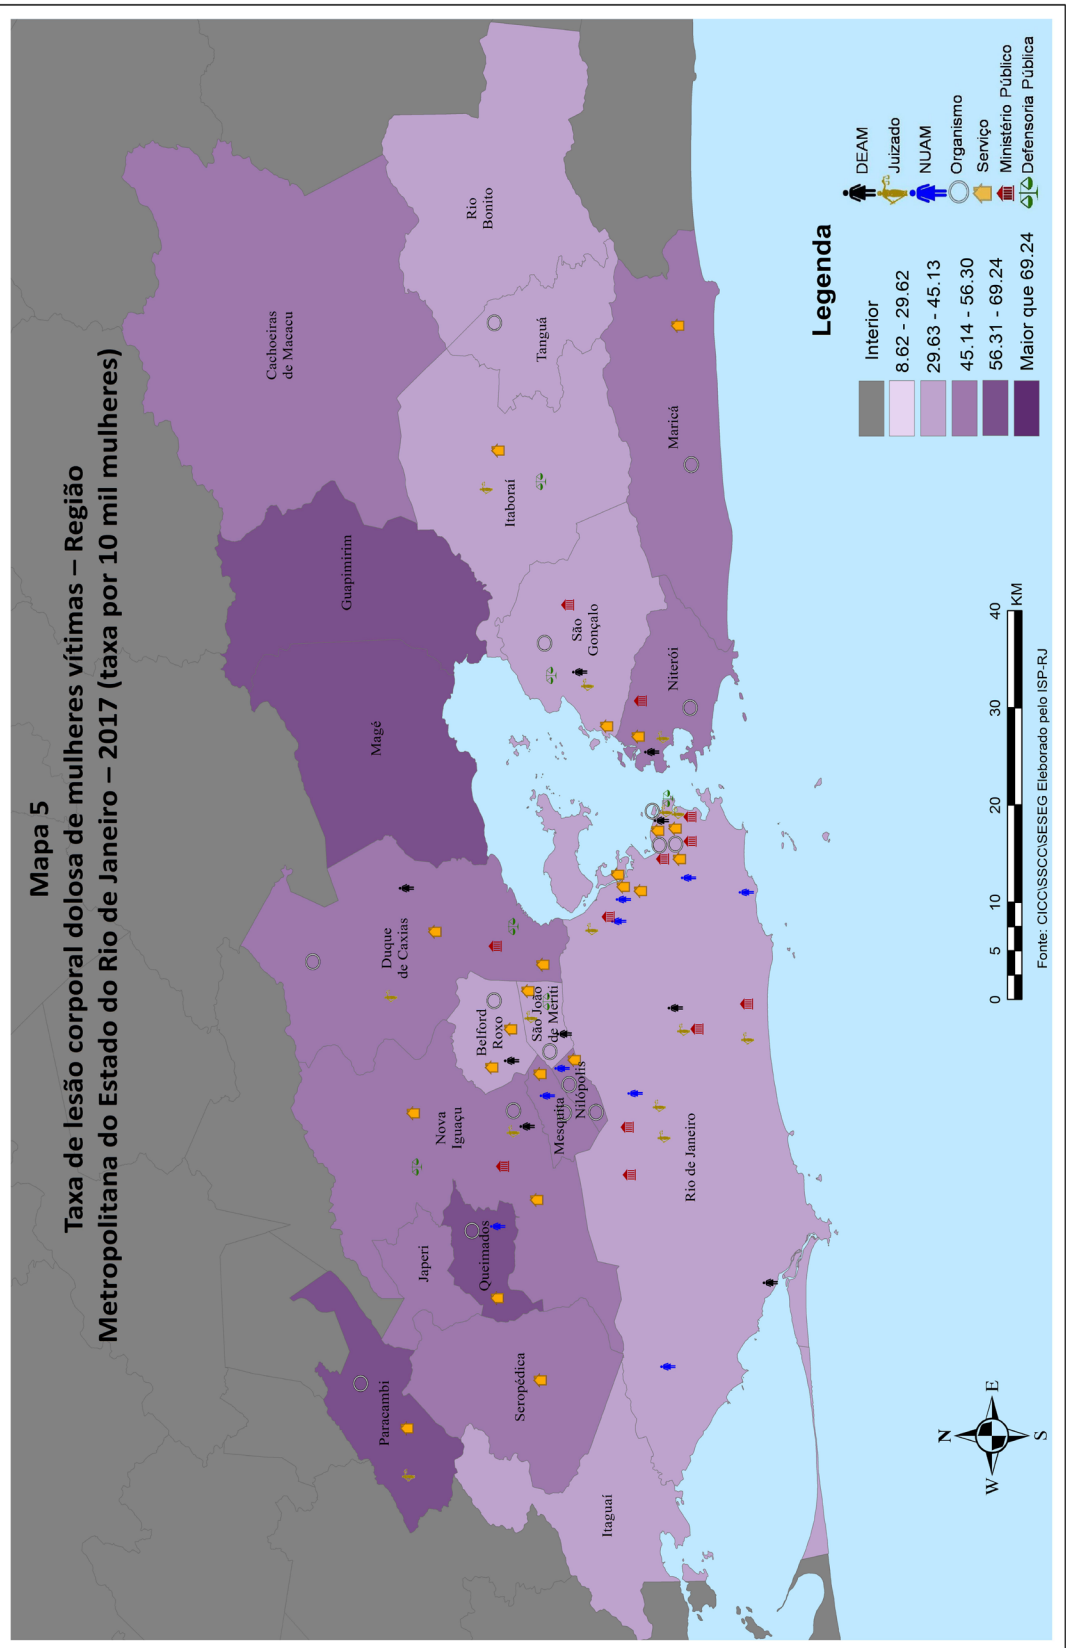 Mapa 5
Taxa de lesão corporal dolosa de mulheres vítimas – Região
Metropolitana do Estado do Rio de Janeiro – 2017 (taxa por 10 mil mulheres)
Paracambi
Japeri
Queimados
Seropédica
Itaguaí
Nova
Iguaçu
Mesquita
Nilópolis
Belford
Roxo
São João
de Meriti
Duque
de Caxias
Rio de Janeiro
Magé
Guapimirim
Cachoeiras
de Macacu
São
Gonçalo
Niterói
Itaboraí
Tanguá
Rio
Bonito
Maricá
Legenda
Interior
8.62 - 29.62
29.63 - 45.13
45.14 - 56.30
56.31 - 69.24
Maior que 69.24
DEAM
Juizado
NUAM
Organismo
Serviço
Ministério Público
Defensoria Pública
N
W
E
S
0
5
10
20
30
40
KM
Fonte: CICC\SSCC\SESEG Eleborado pelo ISP-RJ